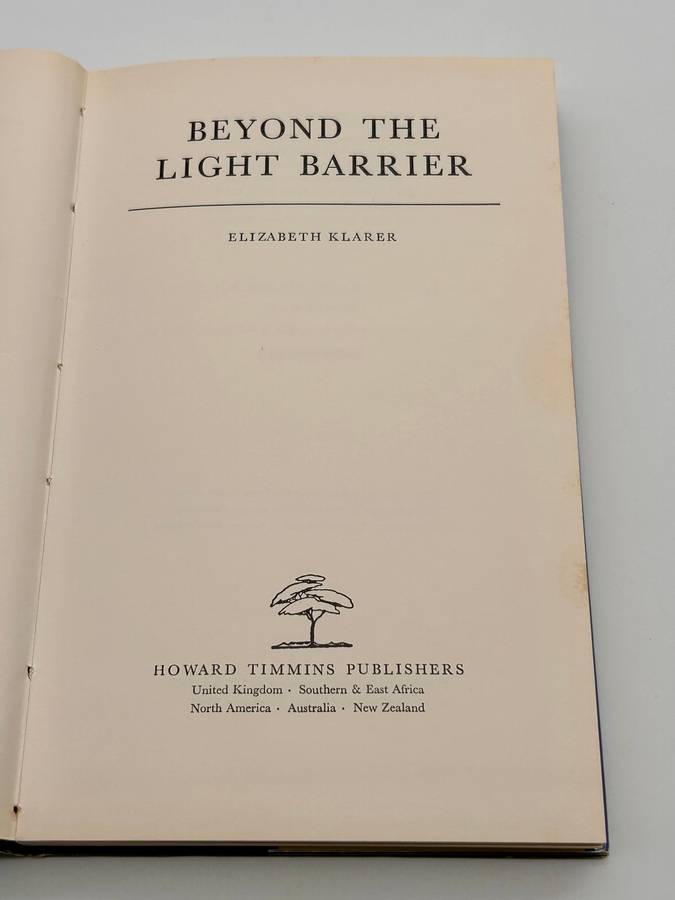 BEYOND THE
LIGHT BARRIER
ELIZABETH KLARER
HOWARD TIMMINS PUBLISHERS
United Kingdom · Southern & East Africa
North America · Australia · New Zealand